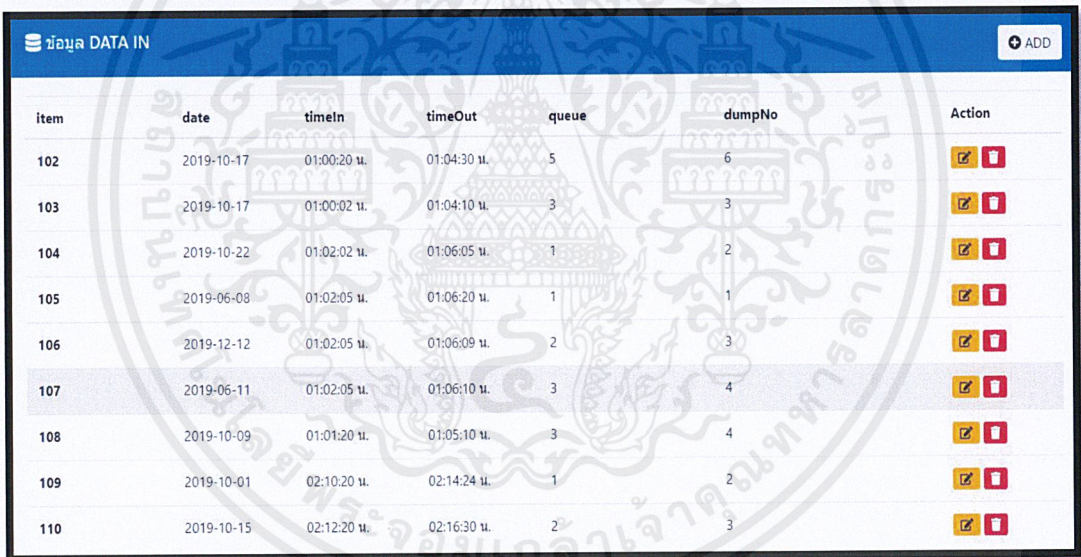 ข้อมูล DATA IN ADD
item date timeIn timeOut queue dumpNo Action
102 2019-10-17 01:00:20 น. 01:04:30 น. 5 6
103 2019-10-17 01:00:02 น. 01:04:10 น. 3 3
104 2019-10-22 01:02:02 น. 01:06:05 น. 1 2
105 2019-06-08 01:02:05 น. 01:06:20 น. 1 1
106 2019-12-12 01:02:05 น. 01:06:09 น. 2 3
107 2019-06-11 01:02:05 น. 01:06:10 น. 3 4
108 2019-10-09 01:01:20 น. 01:05:10 น. 3 4
109 2019-10-01 02:10:20 น. 02:14:24 น. 1 2
110 2019-10-15 02:12:20 น. 02:16:30 น. 2 3